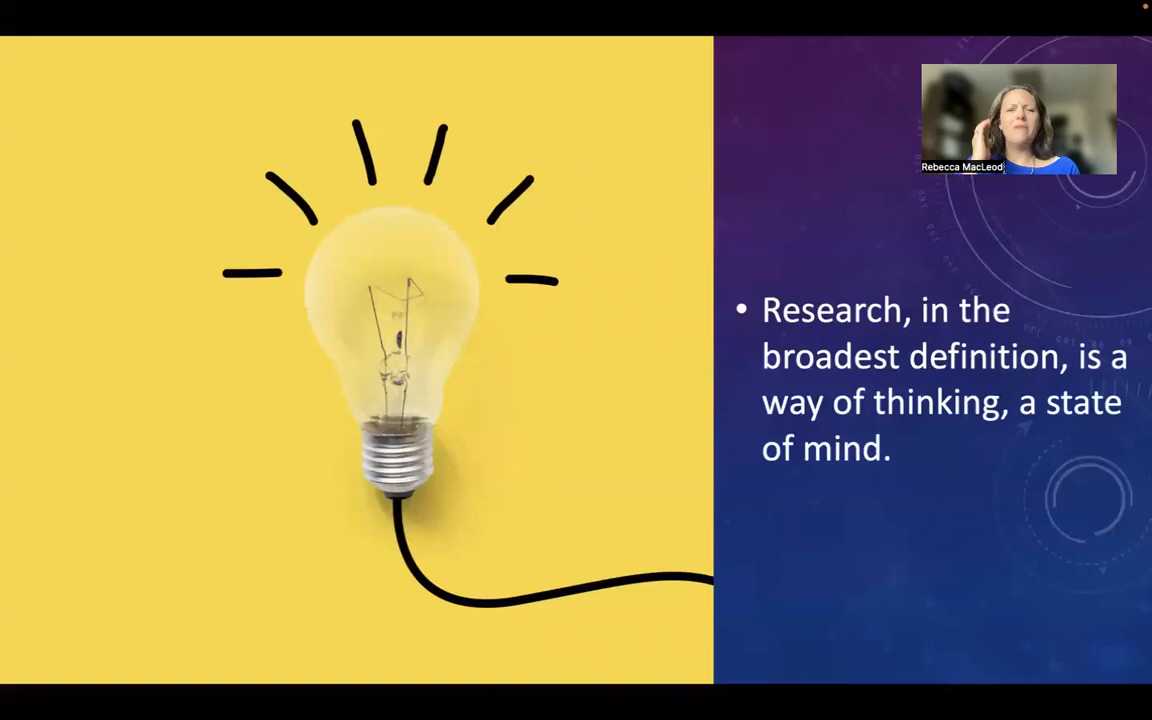 Rebecca MacLeod
• Research, in the
broadest definition, is a
way of thinking, a state
of mind.